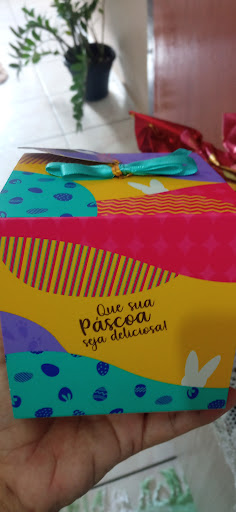 Que sua
Páscoa
seja deliciosa!